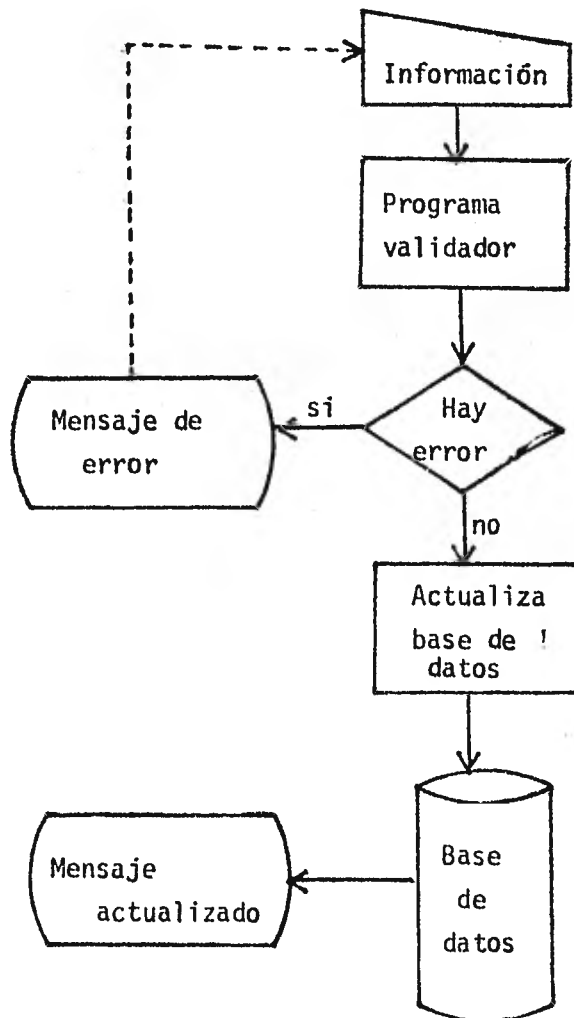 Información
Programa
validador
Hay
error
si
Mensaje de
error
no
Actualiza
base de
datos
Base
de
datos
Mensaje
actualizado